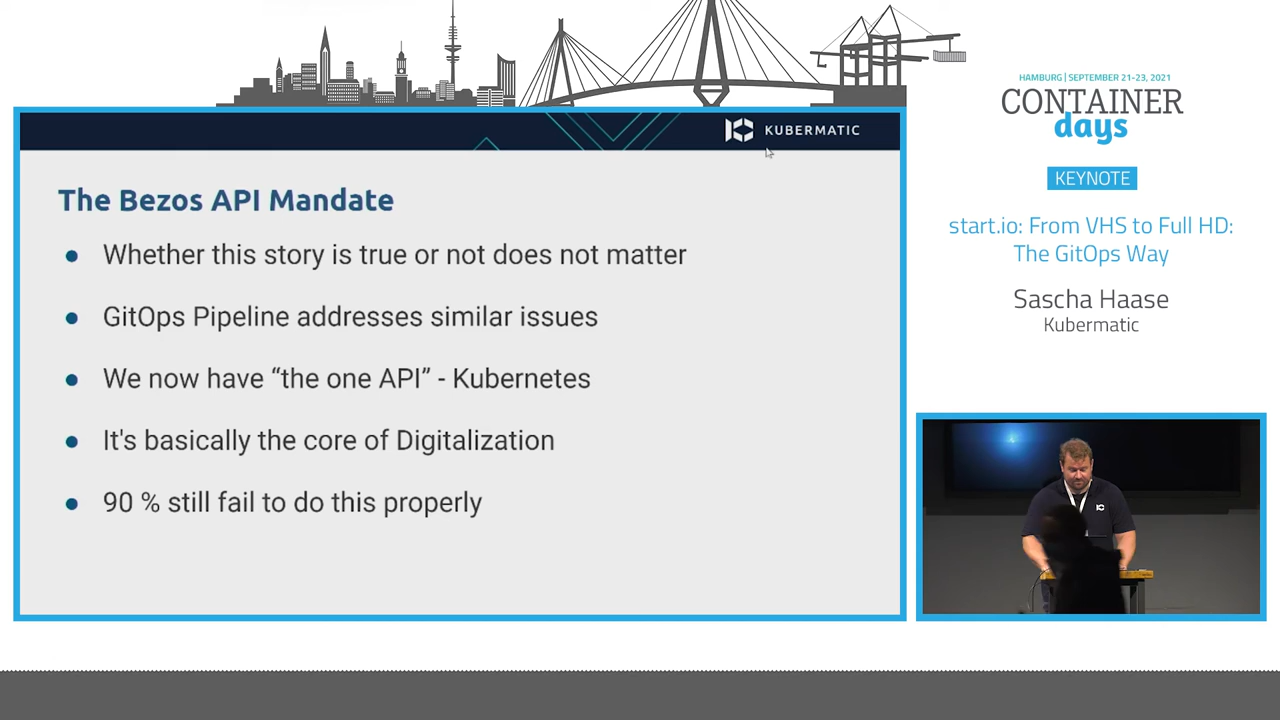 HAMBURG | SEPTEMBER 21-23, 2021
CONTAINER
days
KEYNOTE
start.io: From VHS to Full HD:
The GitOps Way
Sascha Haase
Kubermatic
KUBERMATIC
The Bezos API Mandate
• Whether this story is true or not does not matter
• GitOps Pipeline addresses similar issues
• We now have “the one API” - Kubernetes
• It's basically the core of Digitalization
• 90 % still fail to do this properly